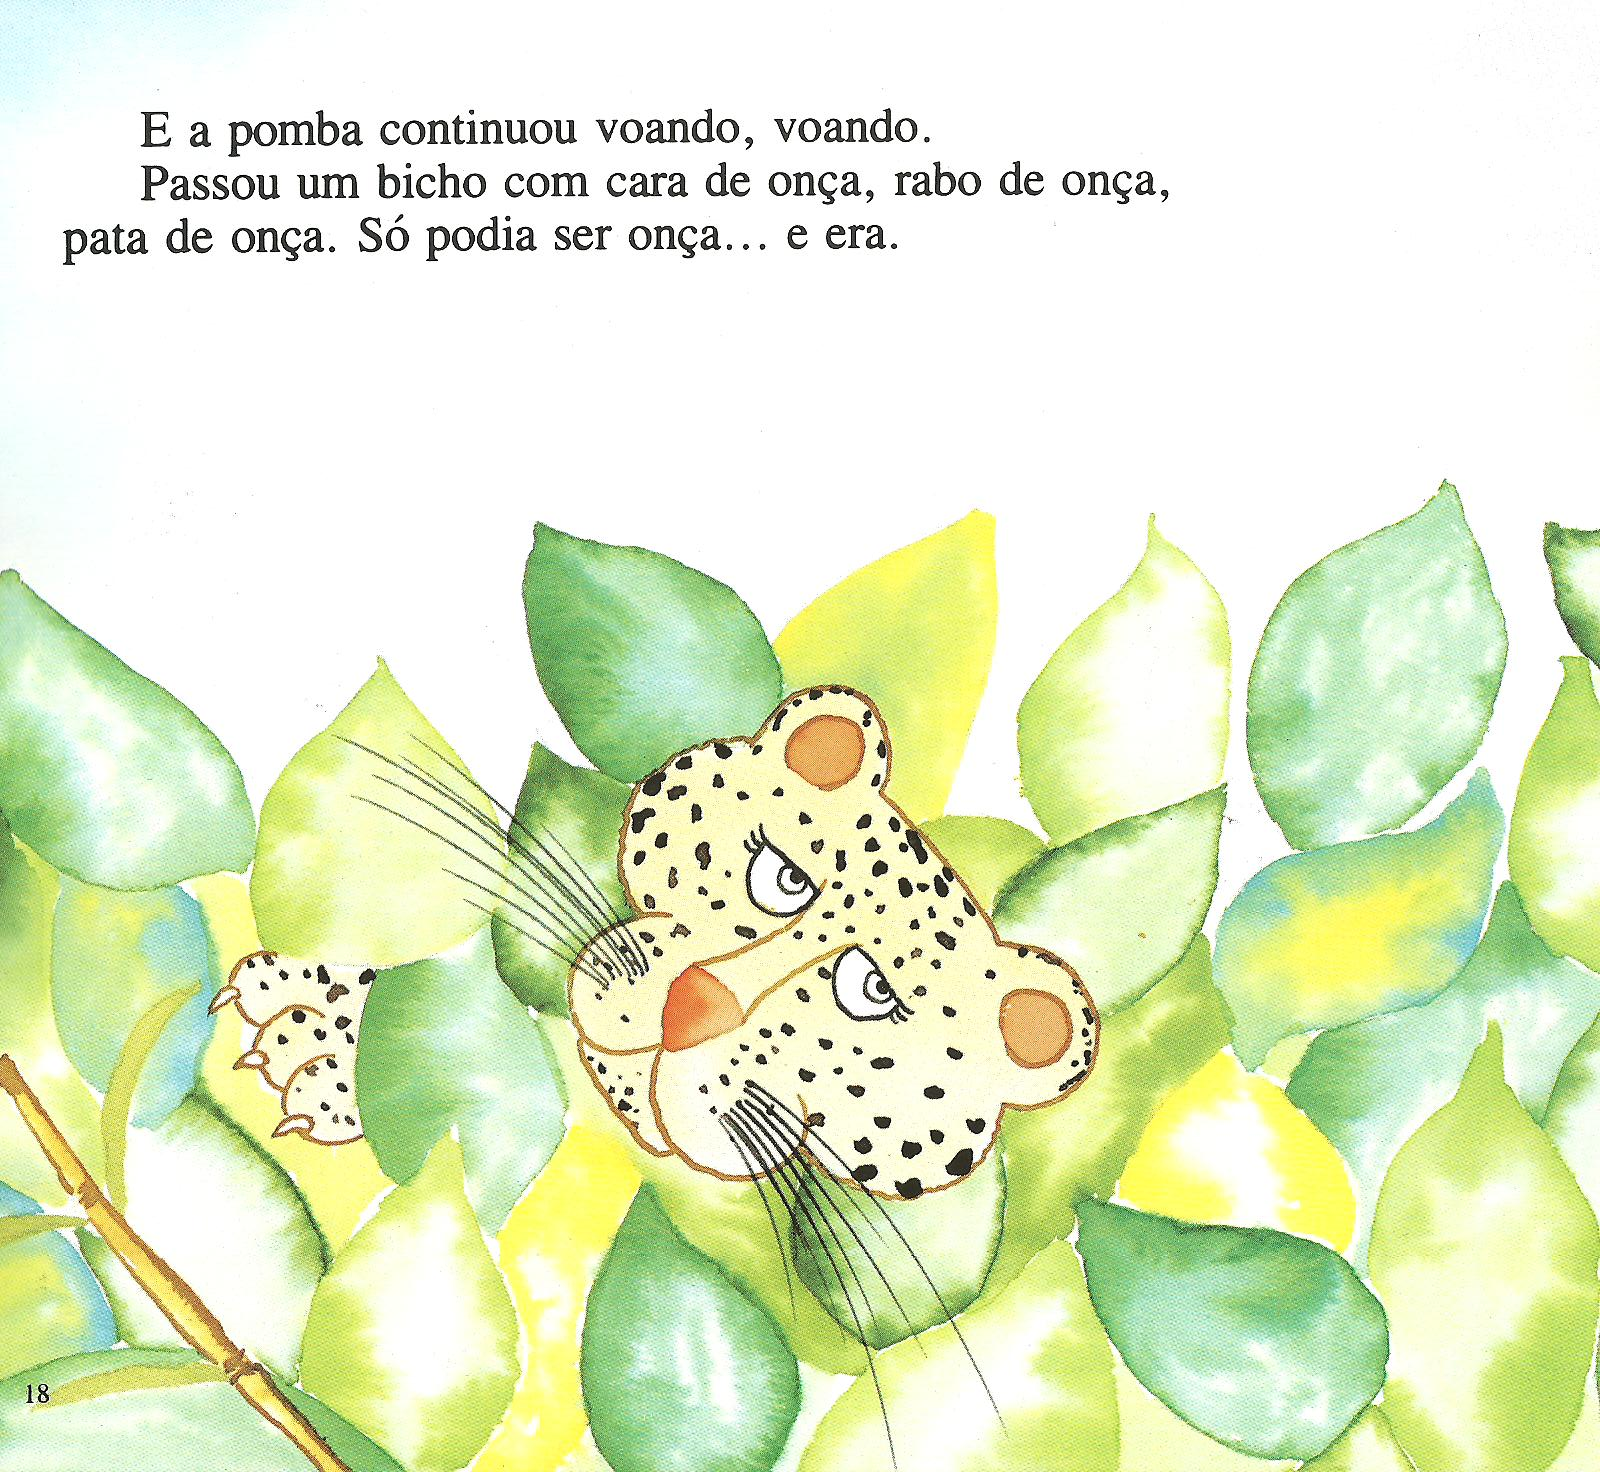 E a pomba continuou voando, voando.
Passou um bicho com cara de onça, rabo de onça,
pata de onça. Só podia ser onça... e era.
18